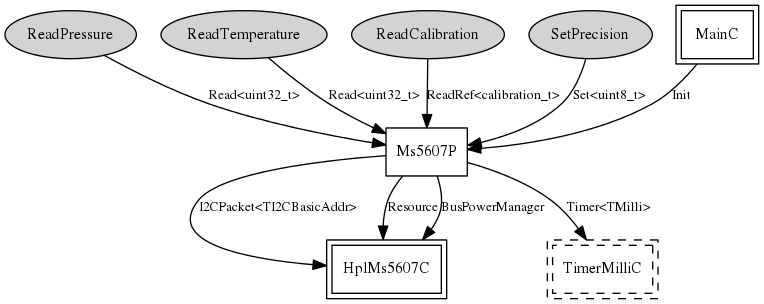 ReadPressure
ReadTemperature
ReadCalibration
SetPrecision
MainC
Read<uint32_t>
Read<uint32_t>
ReadRef<calibration_t>
Set<uint8_t>
Init
Ms5607P
I2CPacket<TI2CBasicAddr>
Resource
BusPowerManager
Timer<TMilli>
HplMs5607C
TimerMilliC